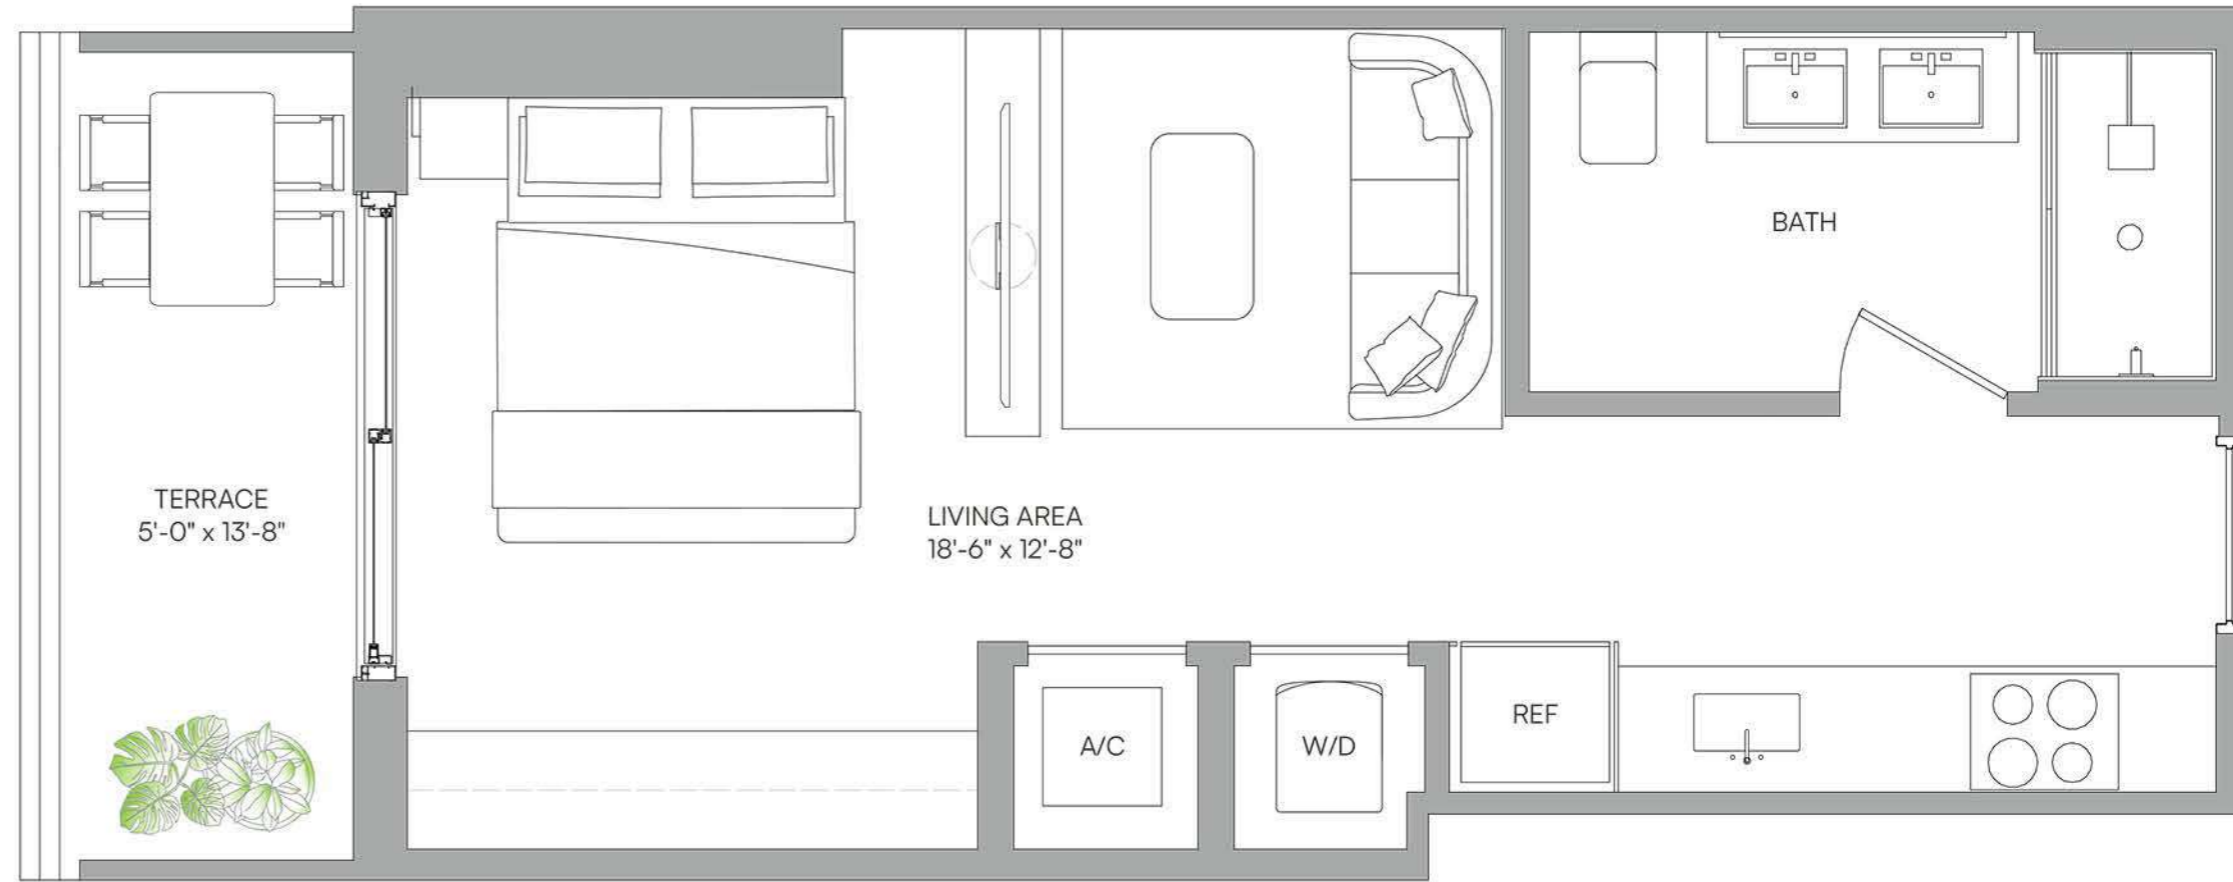 BATH
TERRACE
5'-0" x 13'-8"
LIVING AREA
18'-6" x 12'-8"
A/C
W/D
REF